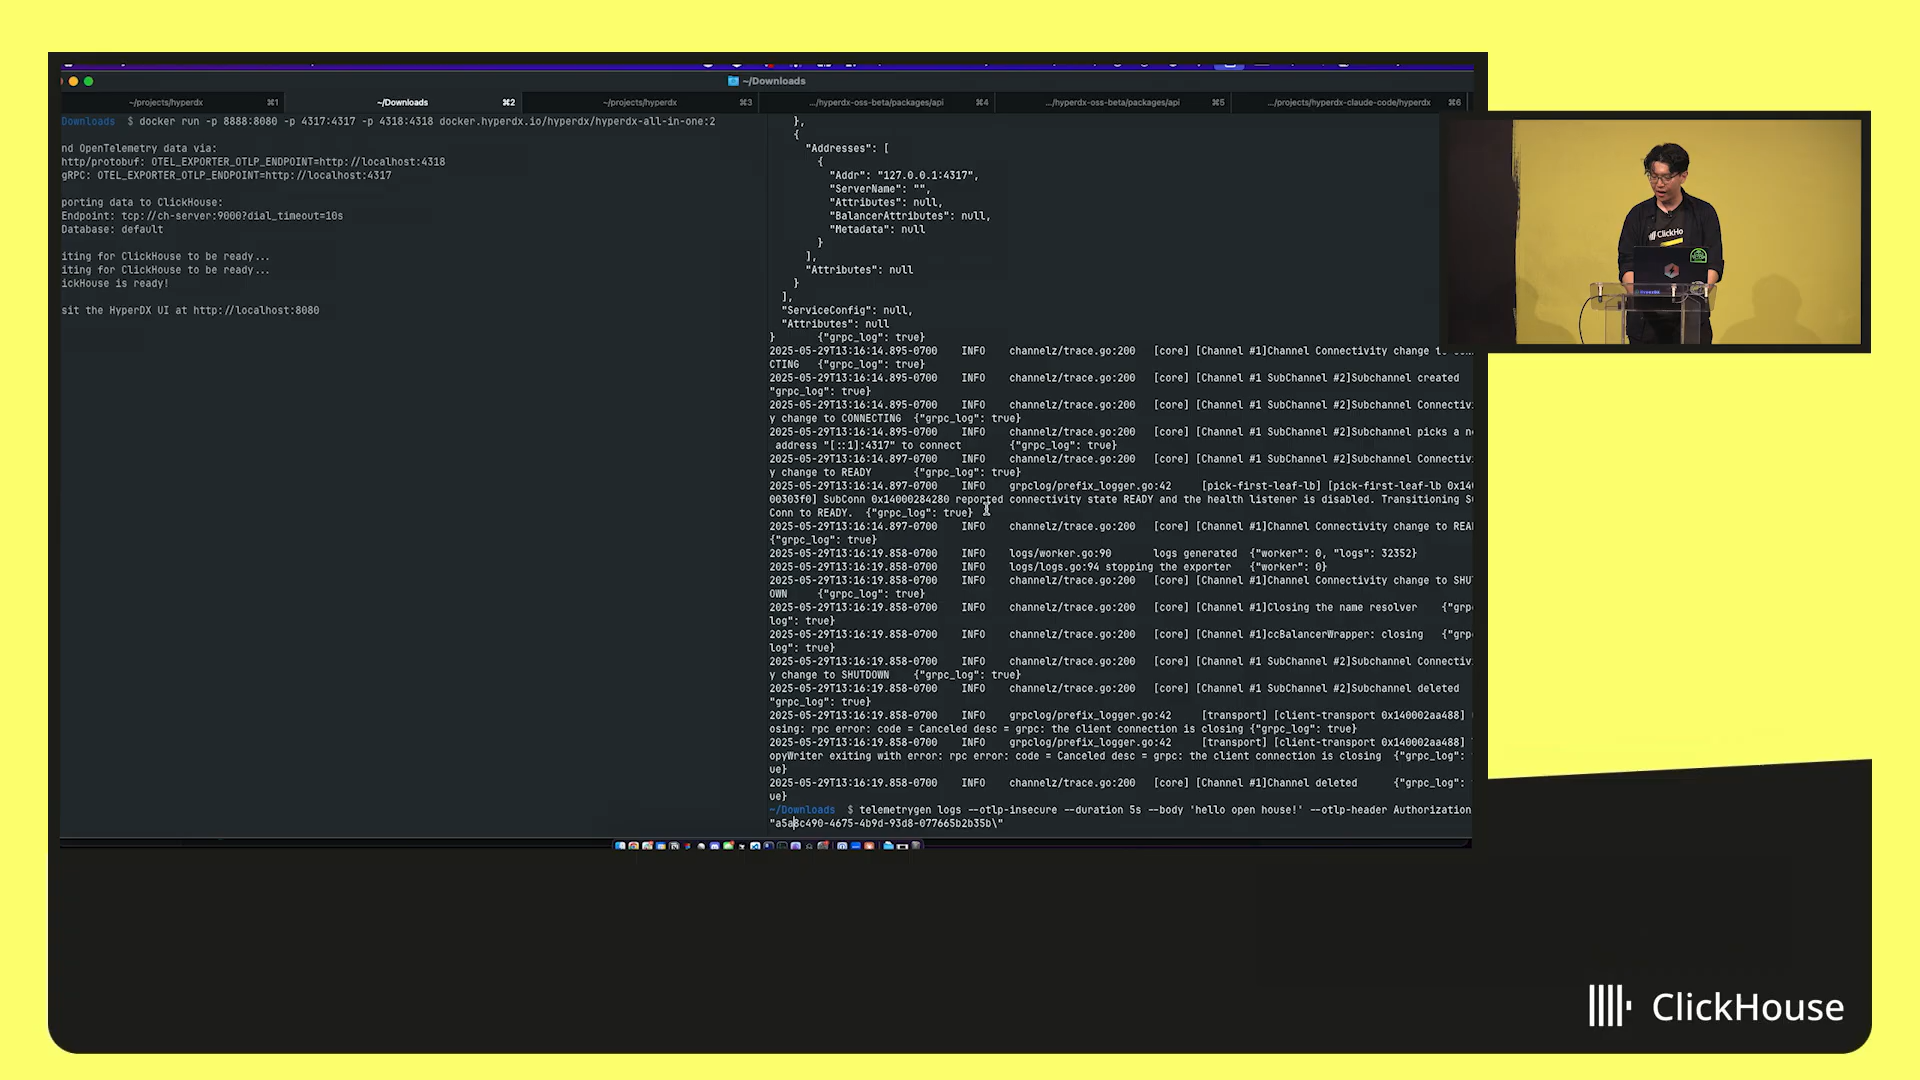 ~/Downloads
~/projects/hyperdx ⌘1
~/Downloads ⌘2
~/projects/hyperdx ⌘3
.../hyperdx-oss-beta/packages/api ⌘4
.../hyperdx-oss-beta/packages/api ⌘5
.../projects/hyperdx-claude-code/hyperdx ⌘6
Downloads $ docker run -p 8888:8080 -p 4317:4317 -p 4318:4318 docker.hyperdx.io/hyperdx/hyperdx-all-in-one:2
nd OpenTelemetry data via:
http/protobuf: OTEL_EXPORTER_OTLP_ENDPOINT=http://localhost:4318
gRPC: OTEL_EXPORTER_OTLP_ENDPOINT=http://localhost:4317
porting data to ClickHouse:
Endpoint: tcp://ch-server:9000?dial_timeout=10s
Database: default
iting for ClickHouse to be ready...
iting for ClickHouse to be ready...
ickHouse is ready!
sit the HyperDX UI at http://localhost:8080
},
{
"Addresses": [
{
"Addr": "127.0.0.1:4317",
"ServerName": "",
"Attributes": null,
"BalancerAttributes": null,
"Metadata": null
}
],
"Attributes": null
}
],
"ServiceConfig": null,
"Attributes": null
} {"grpc_log": true}
2025-05-29T13:16:14.895-0700 INFO channelz/trace.go:200 [core] [Channel #1]Channel Connectivity change to
CTING {"grpc_log": true}
2025-05-29T13:16:14.895-0700 INFO channelz/trace.go:200 [core] [Channel #1 SubChannel #2]Subchannel created
"grpc_log": true}
2025-05-29T13:16:14.895-0700 INFO channelz/trace.go:200 [core] [Channel #1 SubChannel #2]Subchannel Connectiv
y change to CONNECTING {"grpc_log": true}
2025-05-29T13:16:14.895-0700 INFO channelz/trace.go:200 [core] [Channel #1 SubChannel #2]Subchannel picks a n
address "[::1]:4317" to connect {"grpc_log": true}
2025-05-29T13:16:14.897-0700 INFO channelz/trace.go:200 [core] [Channel #1 SubChannel #2]Subchannel Connectiv
y change to READY {"grpc_log": true}
2025-05-29T13:16:14.897-0700 INFO grpclog/prefix_logger.go:42 [pick-first-leaf-lb] [pick-first-leaf-lb 0x140
00303f0] SubConn 0x14000284280 reported connectivity state READY and the health listener is disabled. Transitioning Su
Conn to READY. {"grpc_log": true}
2025-05-29T13:16:14.897-0700 INFO channelz/trace.go:200 [core] [Channel #1]Channel Connectivity change to REA
{"grpc_log": true}
2025-05-29T13:16:19.858-0700 INFO logs/worker.go:90 logs generated {"worker": 0, "logs": 32352}
2025-05-29T13:16:19.858-0700 INFO logs/logs.go:94 stopping the exporter {"worker": 0}
2025-05-29T13:16:19.858-0700 INFO channelz/trace.go:200 [core] [Channel #1]Channel Connectivity change to SHUT
OWN {"grpc_log": true}
2025-05-29T13:16:19.858-0700 INFO channelz/trace.go:200 [core] [Channel #1]Closing the name resolver {"grpc
log": true}
2025-05-29T13:16:19.858-0700 INFO channelz/trace.go:200 [core] [Channel #1]ccBalancerWrapper: closing {"grpc
log": true}
2025-05-29T13:16:19.858-0700 INFO channelz/trace.go:200 [core] [Channel #1 SubChannel #2]Subchannel Connectiv
y change to SHUTDOWN {"grpc_log": true}
2025-05-29T13:16:19.858-0700 INFO channelz/trace.go:200 [core] [Channel #1 SubChannel #2]Subchannel deleted
"grpc_log": true}
2025-05-29T13:16:19.858-0700 INFO grpclog/prefix_logger.go:42 [transport] [client-transport 0x140002aa488]
osing: rpc error: code = Canceled desc = grpc: the client connection is closing {"grpc_log": true}
2025-05-29T13:16:19.858-0700 INFO grpclog/prefix_logger.go:42 [transport] [client-transport 0x140002aa488]
opyWriter exiting with error: rpc error: code = Canceled desc = grpc: the client connection is closing {"grpc_log":
ue}
2025-05-29T13:16:19.858-0700 INFO channelz/trace.go:200 [core] [Channel #1]Channel deleted {"grpc_log":
ue}
~/Downloads $ telemetrygen logs --otlp-insecure --duration 5s --body 'hello open house!' --otlp-header Authorization
"a5a8c490-4675-4b9d-93d8-077665b2b35b\"
ClickHo
ClickHouse